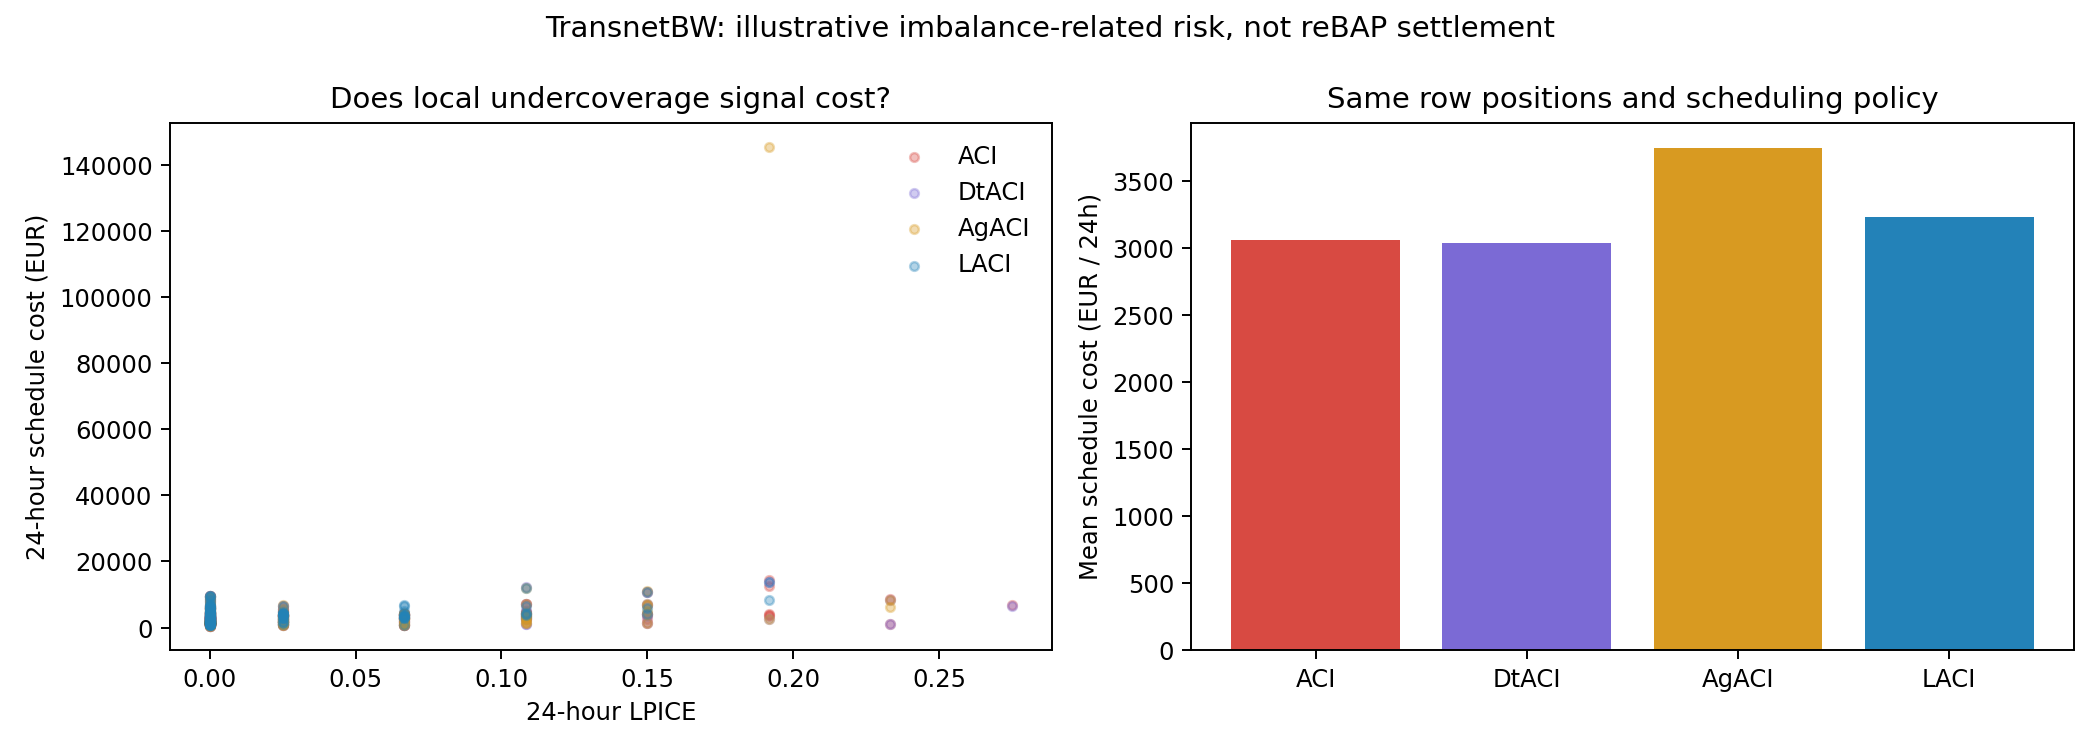 TransnetBW: illustrative imbalance-related risk, not reBAP settlement
Does local undercoverage signal cost?
24-hour schedule cost (EUR)
140000
120000
100000
80000
60000
40000
20000
0
0.00
0.05
0.10
0.15
0.20
0.25
24-hour LPICE
ACI
DtACI
AgACI
LACI
Same row positions and scheduling policy
Mean schedule cost (EUR / 24h)
3500
3000
2500
2000
1500
1000
500
0
ACI
DtACI
AgACI
LACI